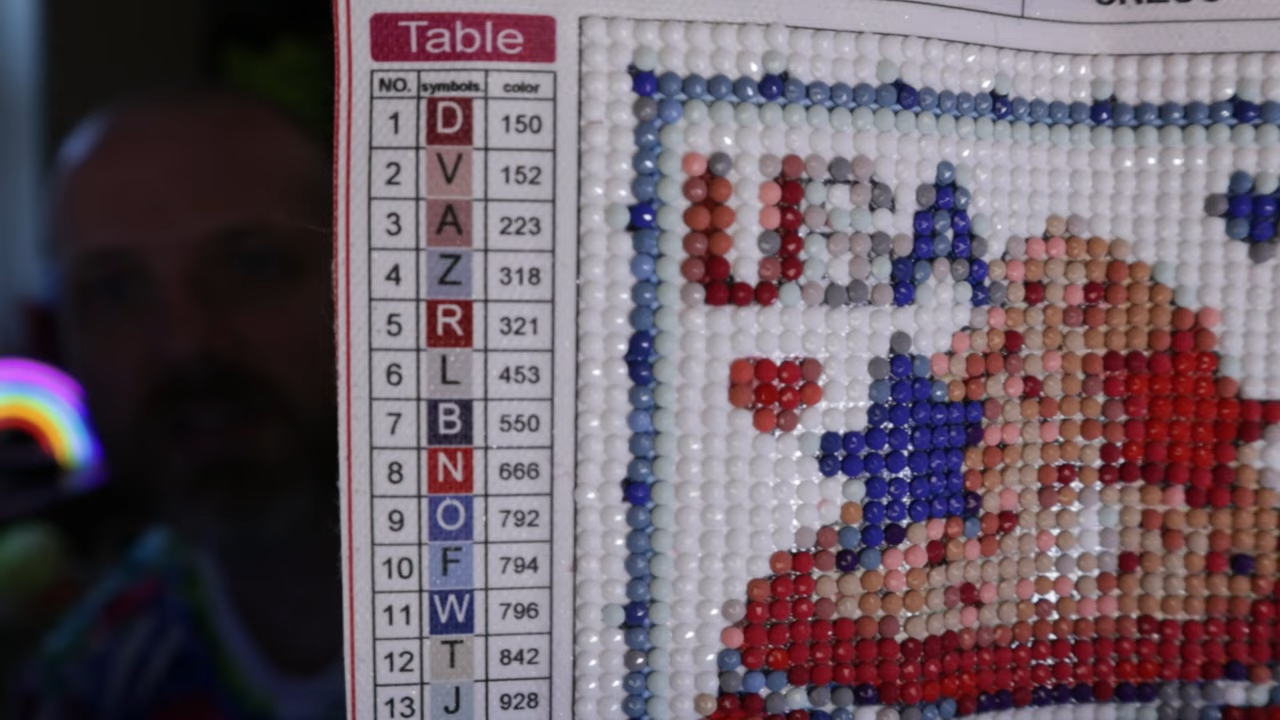 Table
NO. symbols. color
1 D 150
2 V 152
3 A 223
4 Z 318
5 R 321
6 L 453
7 B 550
8 N 666
9 O 792
10 F 794
11 W 796
12 T 842
13 J 928
USA